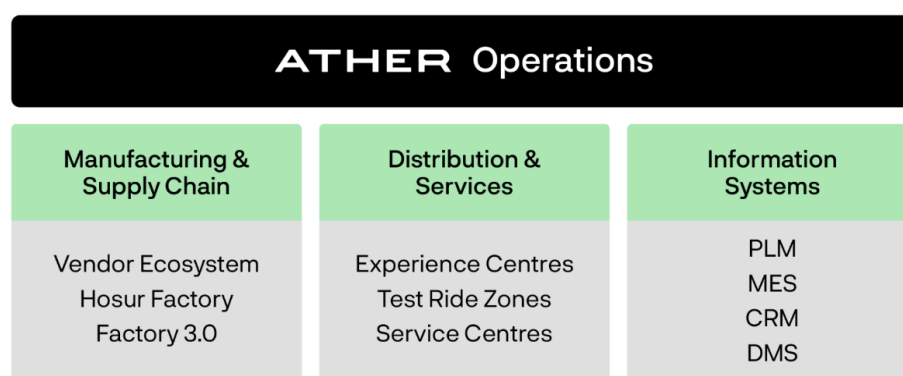 ATHER Operations
Manufacturing &
Supply Chain
Vendor Ecosystem
Hosur Factory
Factory 3.0
Distribution &
Services
Experience Centres
Test Ride Zones
Service Centres
Information
Systems
PLM
MES
CRM
DMS